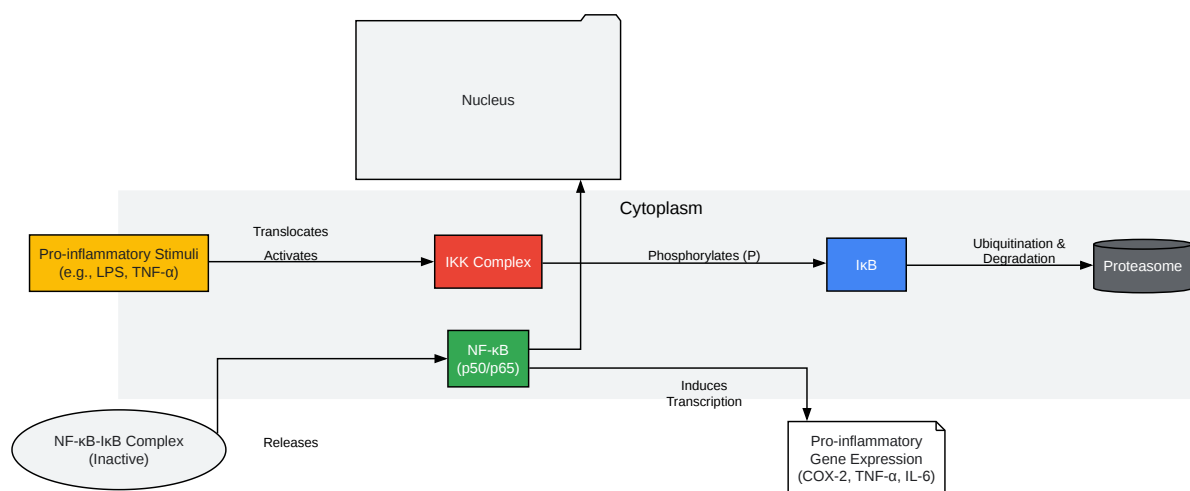 Nucleus
Cytoplasm
Translocates
Activates
Pro-inflammatory Stimuli
(e.g., LPS, TNF-α)
IKK Complex
Phosphorylates (P)
IκB
Ubiquitination &
Degradation
Proteasome
NF-κB
(p50/p65)
Induces
Transcription
NF-κB-IκB Complex
(Inactive)
Releases
Pro-inflammatory
Gene Expression
(COX-2, TNF-α, IL-6)